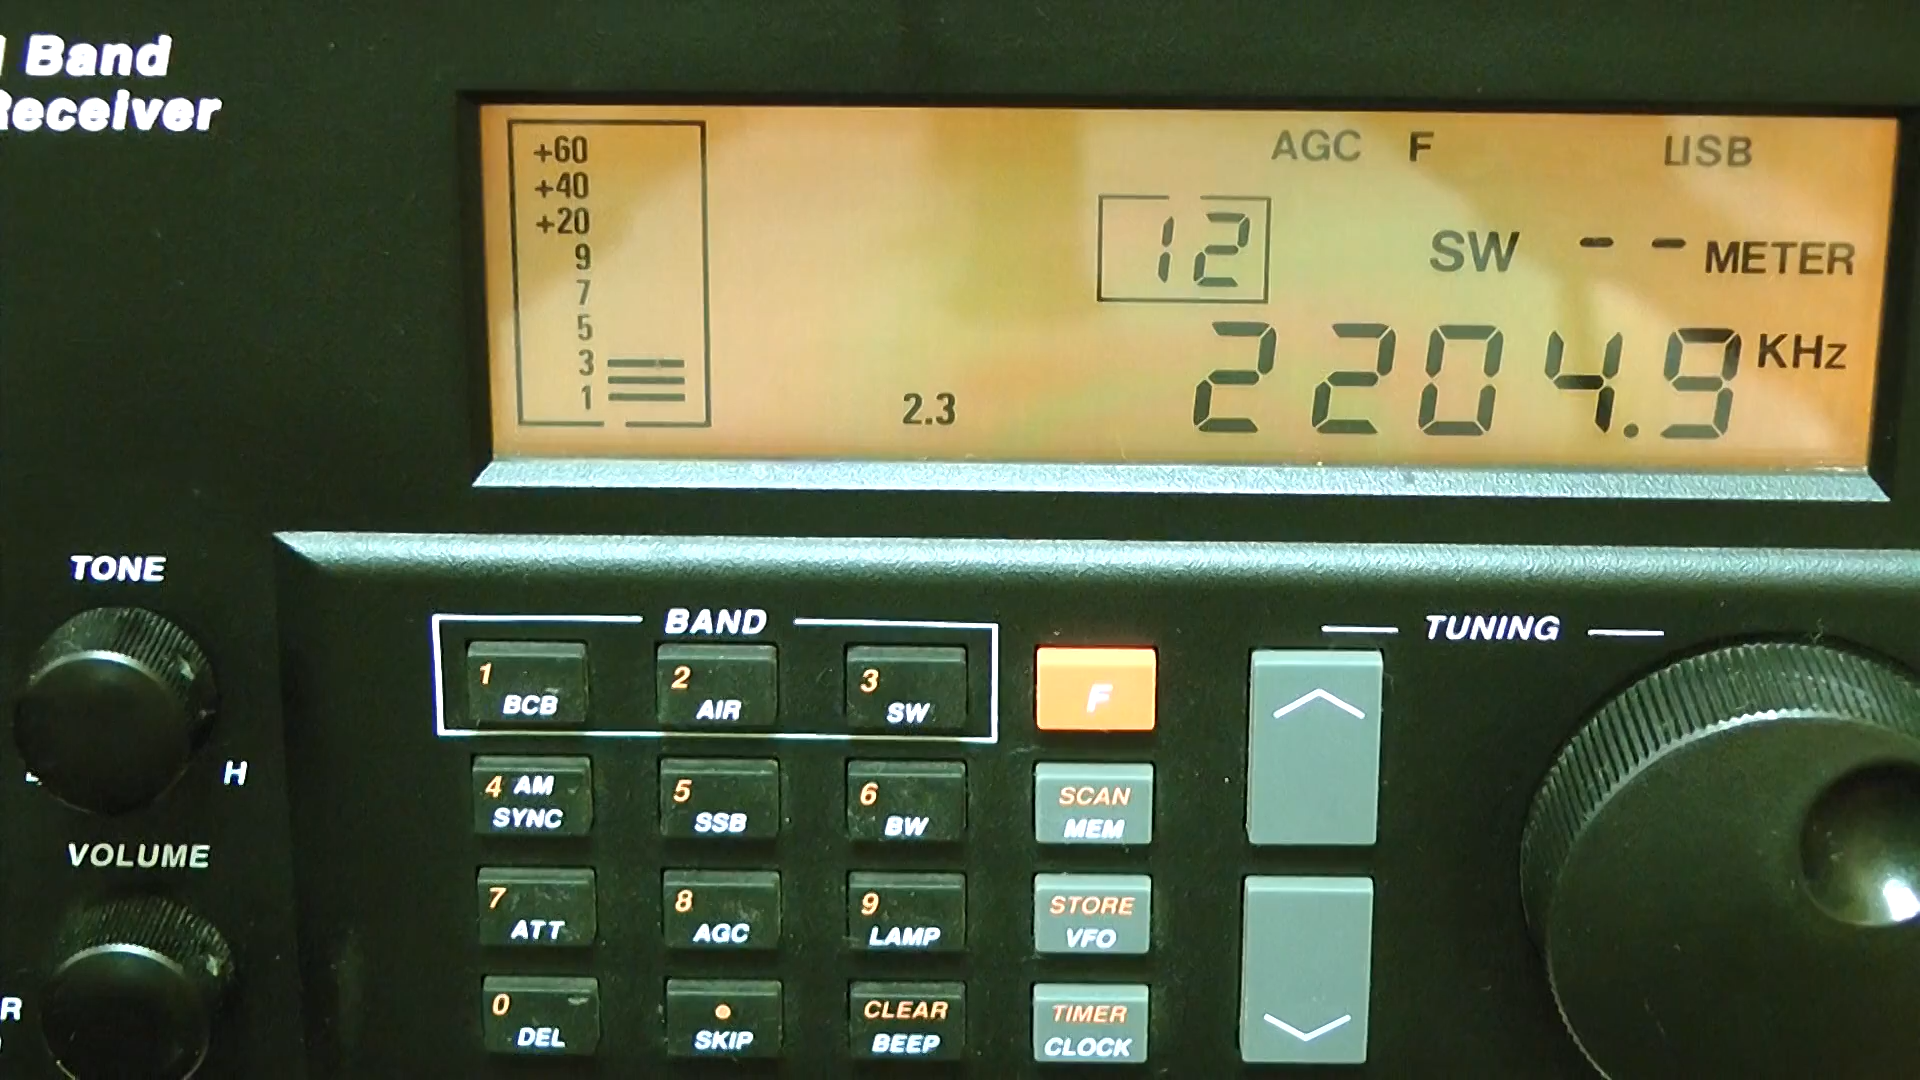 Band
Receiver
+60
+40
+20
9
7
5
3
1
2.3
AGC F USB
12
SW -- METER
2204.9 KHz
TONE
H
VOLUME
R
BAND
1 BCB
2 AIR
3 SW
F
4 AM SYNC
5 SSB
6 BW
SCAN
MEM
7 ATT
8 AGC
9 LAMP
STORE
VFO
0 DEL
SKIP
CLEAR
BEEP
TIMER
CLOCK
TUNING